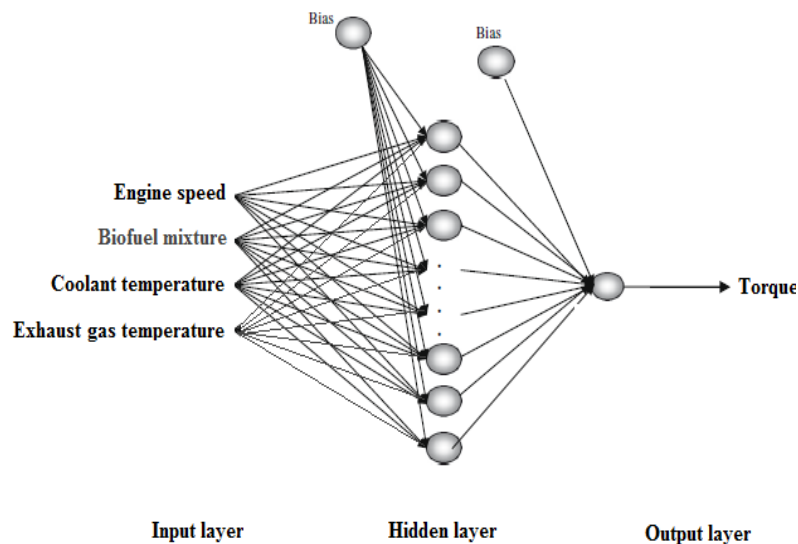 Bias
Bias
Engine speed
Biofuel mixture
Coolant temperature
Exhaust gas temperature
Torque
Input layer
Hidden layer
Output layer